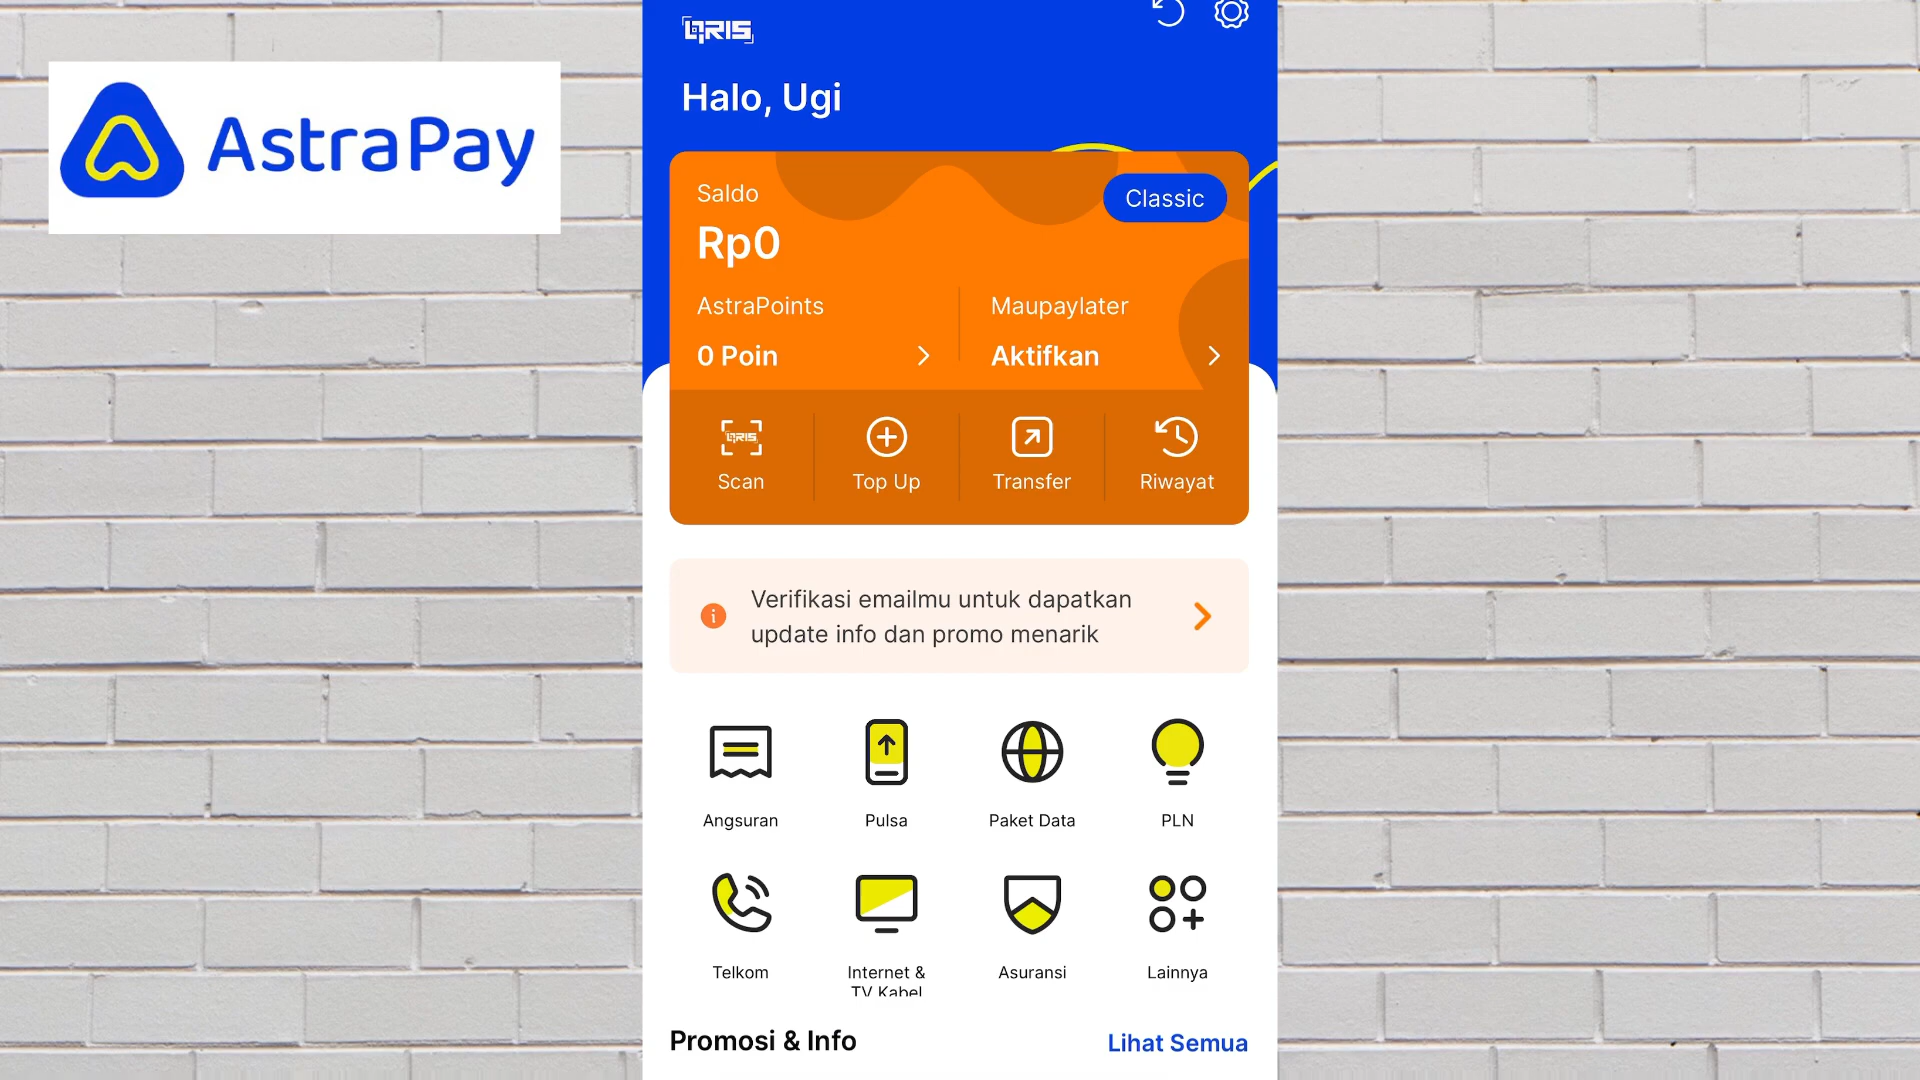 AstraPay
QRIS
Halo, Ugi
Saldo
Classic
Rp0
AstraPoints
Maupaylater
0 Poin
Aktifkan
QRIS
Scan
Top Up
Transfer
Riwayat
Verifikasi emailmu untuk dapatkan
update info dan promo menarik
Angsuran
Pulsa
Paket Data
PLN
Telkom
Internet &
TV Kabel
Asuransi
Lainnya
Promosi & Info
Lihat Semua